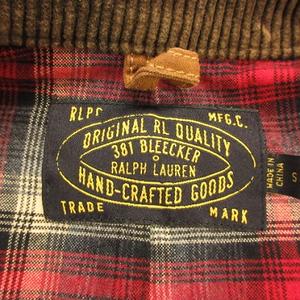 RLPC MFG.C.
ORIGINAL RL QUALITY
381 BLEECKER
RALPH LAUREN
HAND-CRAFTED GOODS
TRADE MARK
MADE IN
CHINA
S